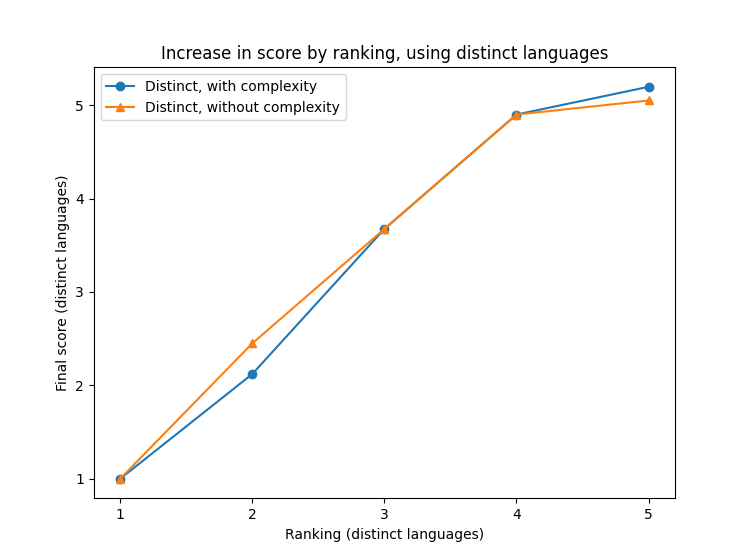 Increase in score by ranking, using distinct languages
Distinct, with complexity
Distinct, without complexity
5
4
3
2
1
Final score (distinct languages)
1 2 3 4 5
Ranking (distinct languages)